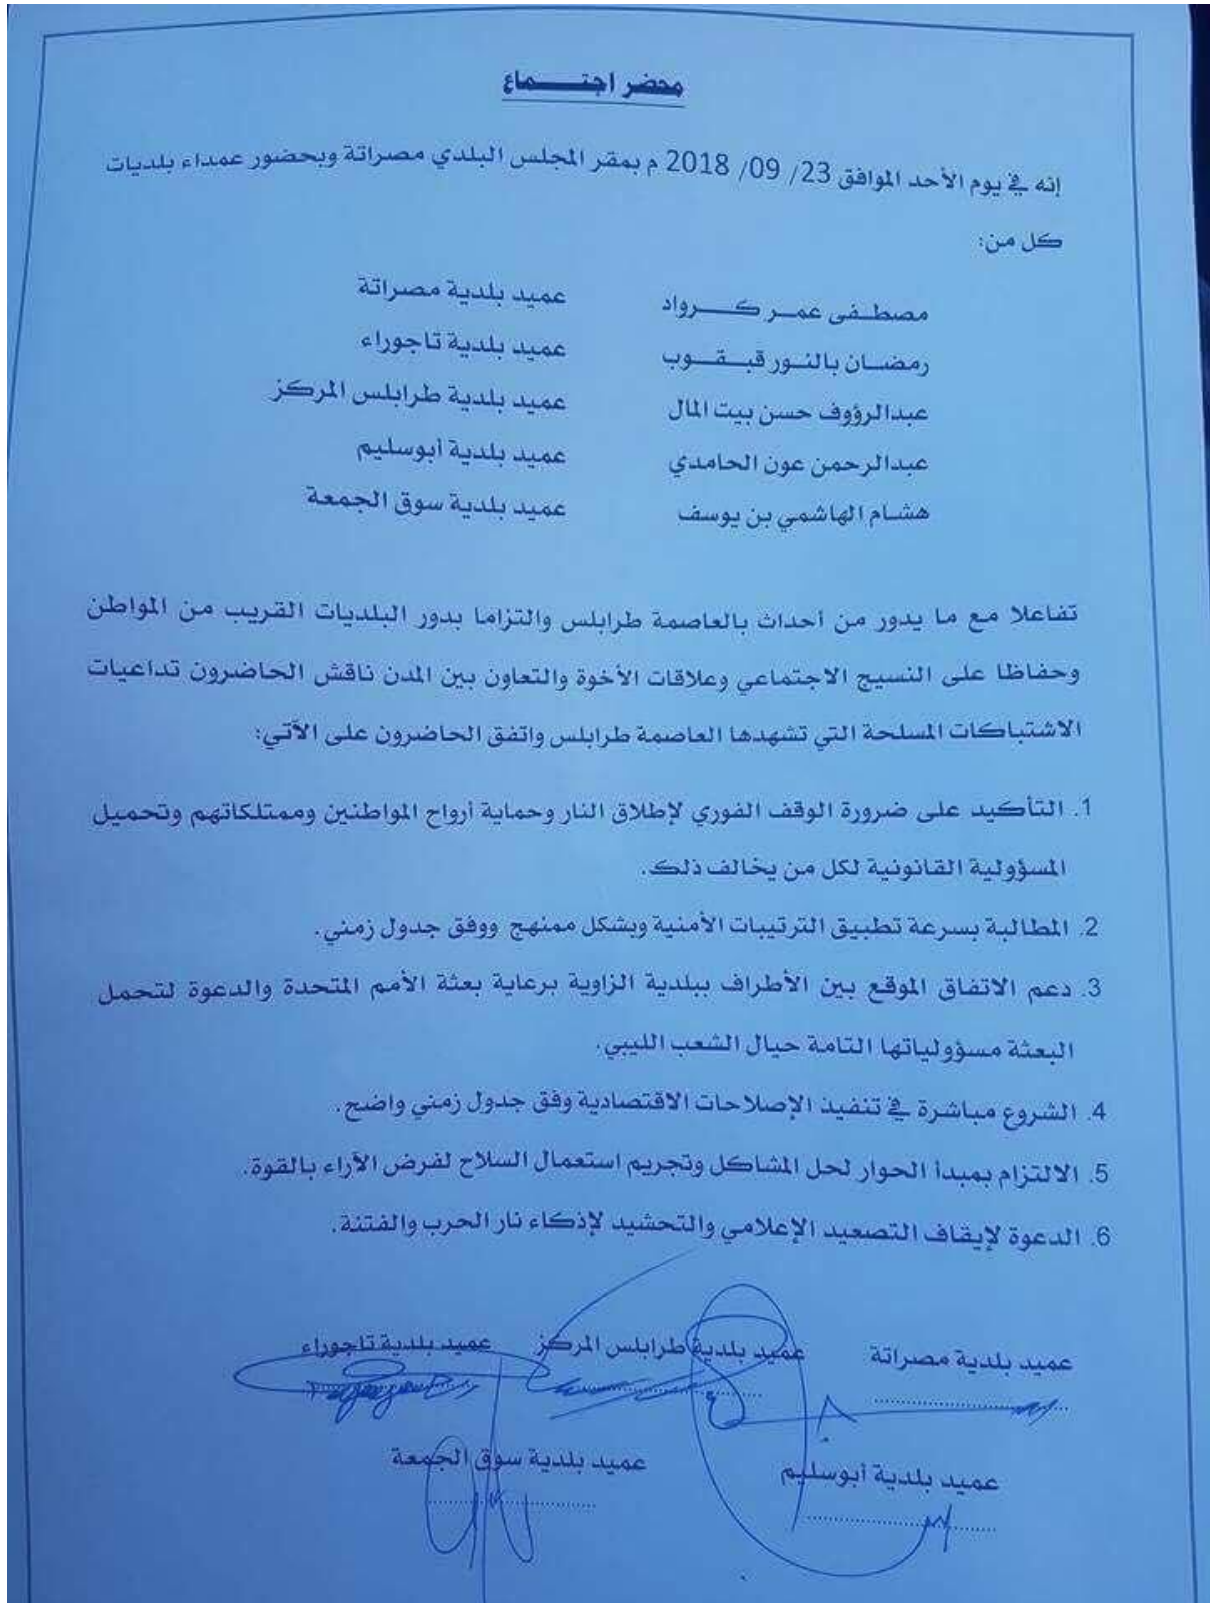 محضر اجتماع
إنه في يوم الأحد الموافق 23/ 09/ 2018 م بمقر المجلس البلدي مصراتة وبحضور عمداء بلديات
كل من:
مصطفى عمر كرواد عميد بلدية مصراتة
رمضان بالنور قبقوب عميد بلدية تاجوراء
عبدالرؤوف حسن بيت المال عميد بلدية طرابلس المركز
عبدالرحمن عون الحامدي عميد بلدية أبوسليم
هشام الهاشمي بن يوسف عميد بلدية سوق الجمعة
تفاعلا مع ما يدور من أحداث بالعاصمة طرابلس والتزاما بدور البلديات القريب من المواطن
وحفاظا على النسيج الاجتماعي وعلاقات الأخوة والتعاون بين المدن ناقش الحاضرون تداعيات
الاشتباكات المسلحة التي تشهدها العاصمة طرابلس واتفق الحاضرون على الآتي:
1. التأكيد على ضرورة الوقف الفوري لإطلاق النار وحماية أرواح المواطنين وممتلكاتهم وتحميل
المسؤولية القانونية لكل من يخالف ذلك.
2. المطالبة بسرعة تطبيق الترتيبات الأمنية وبشكل ممنهج ووفق جدول زمني.
3. دعم الاتفاق الموقع بين الأطراف ببلدية الزاوية برعاية بعثة الأمم المتحدة والدعوة لتحمل
البعثة مسؤولياتها التامة حيال الشعب الليبي.
4. الشروع مباشرة في تنفيذ الإصلاحات الاقتصادية وفق جدول زمني واضح.
5. الالتزام بمبدأ الحوار لحل المشاكل وتجريم استعمال السلاح لفرض الآراء بالقوة.
6. الدعوة لإيقاف التصعيد الإعلامي والتحشيد لإذكاء نار الحرب والفتنة.
عميد بلدية مصراتة عميد بلدية طرابلس المركز عميد بلدية تاجوراء
عميد بلدية أبوسليم عميد بلدية سوق الجمعة